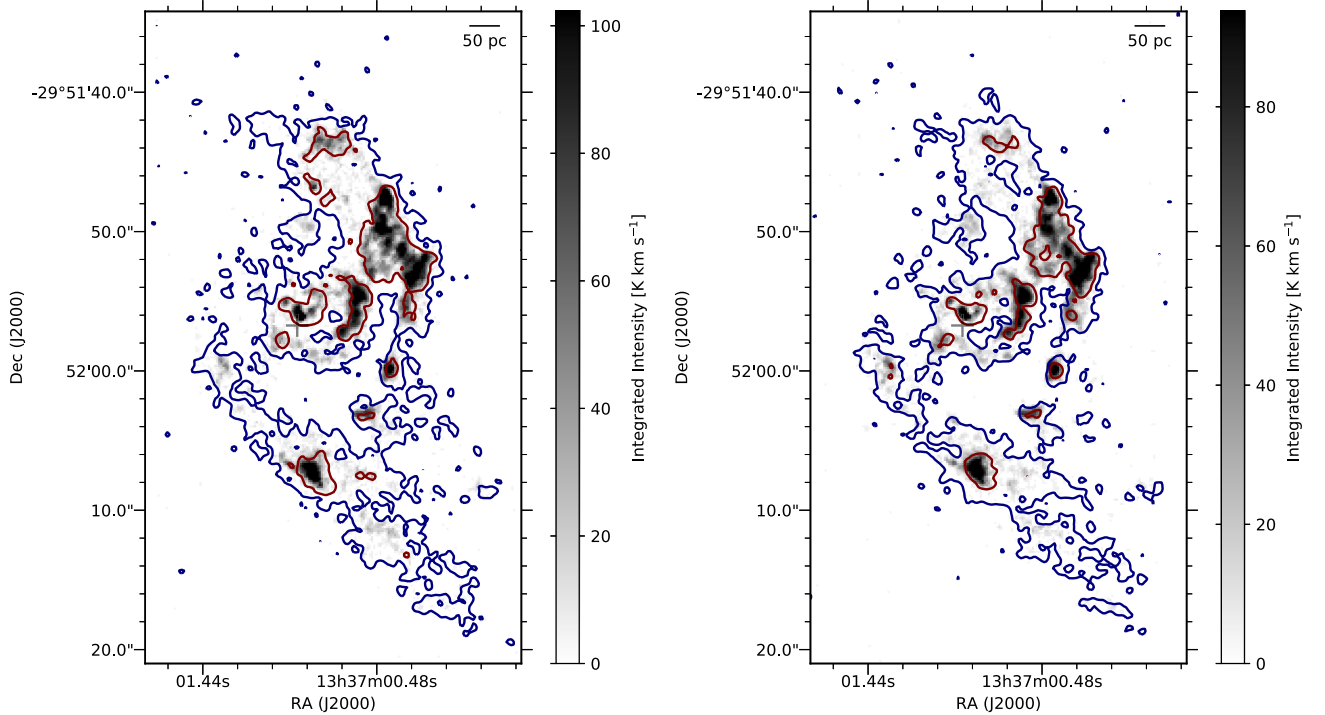 50 pc
-29°51'40.0"
50.0"
52'00.0"
10.0"
20.0"
Dec (J2000)
01.44s
13h37m00.48s
RA (J2000)
100
80
60
40
20
0
Integrated Intensity [K km s⁻¹]
50 pc
-29°51'40.0"
50.0"
52'00.0"
10.0"
20.0"
Dec (J2000)
01.44s
13h37m00.48s
RA (J2000)
80
60
40
20
0
Integrated Intensity [K km s⁻¹]